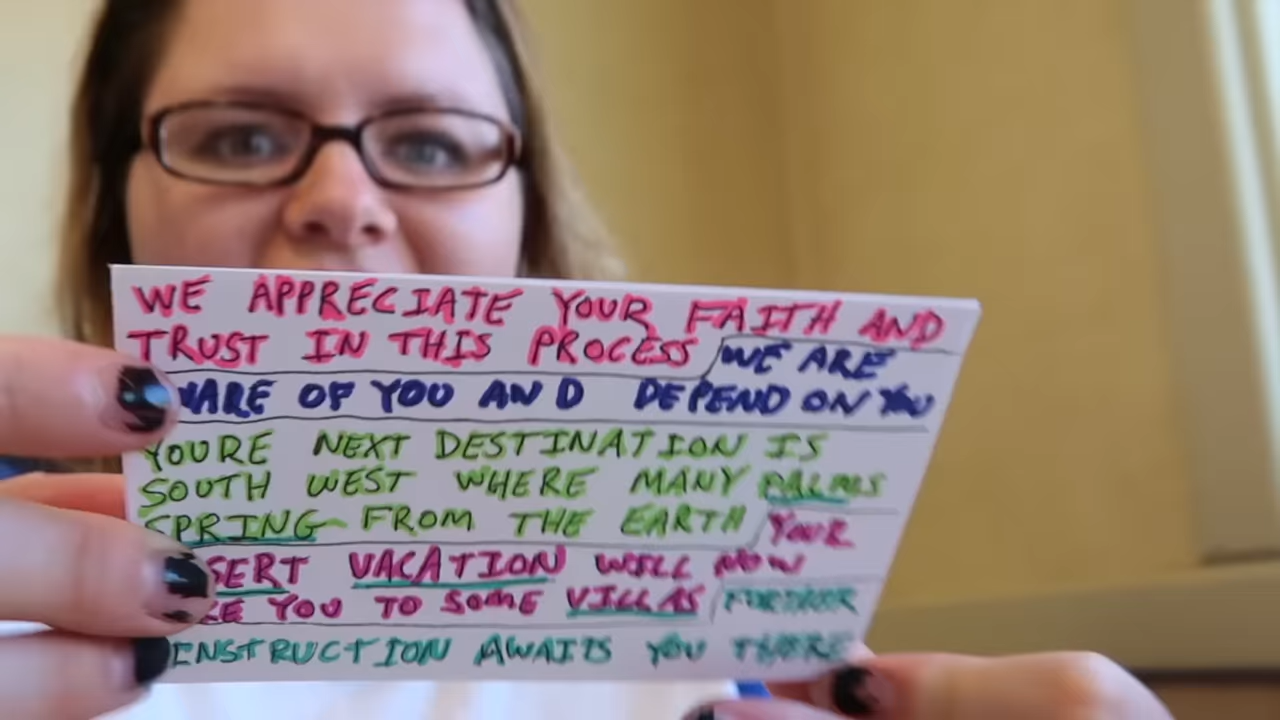 WE APPRECIATE YOUR FAITH AND
TRUST IN THIS PROCESS WE ARE
WARE OF YOU AND DEPEND ON YOU
YOURE NEXT DESTINATION IS
SOUTH WEST WHERE MANY PALMS
SPRING FROM THE EARTH YOUR
SERT VACATION WILL NOW
KE YOU TO SOME VILLAS FURTHER
INSTRUCTION AWAITS YOU THERE